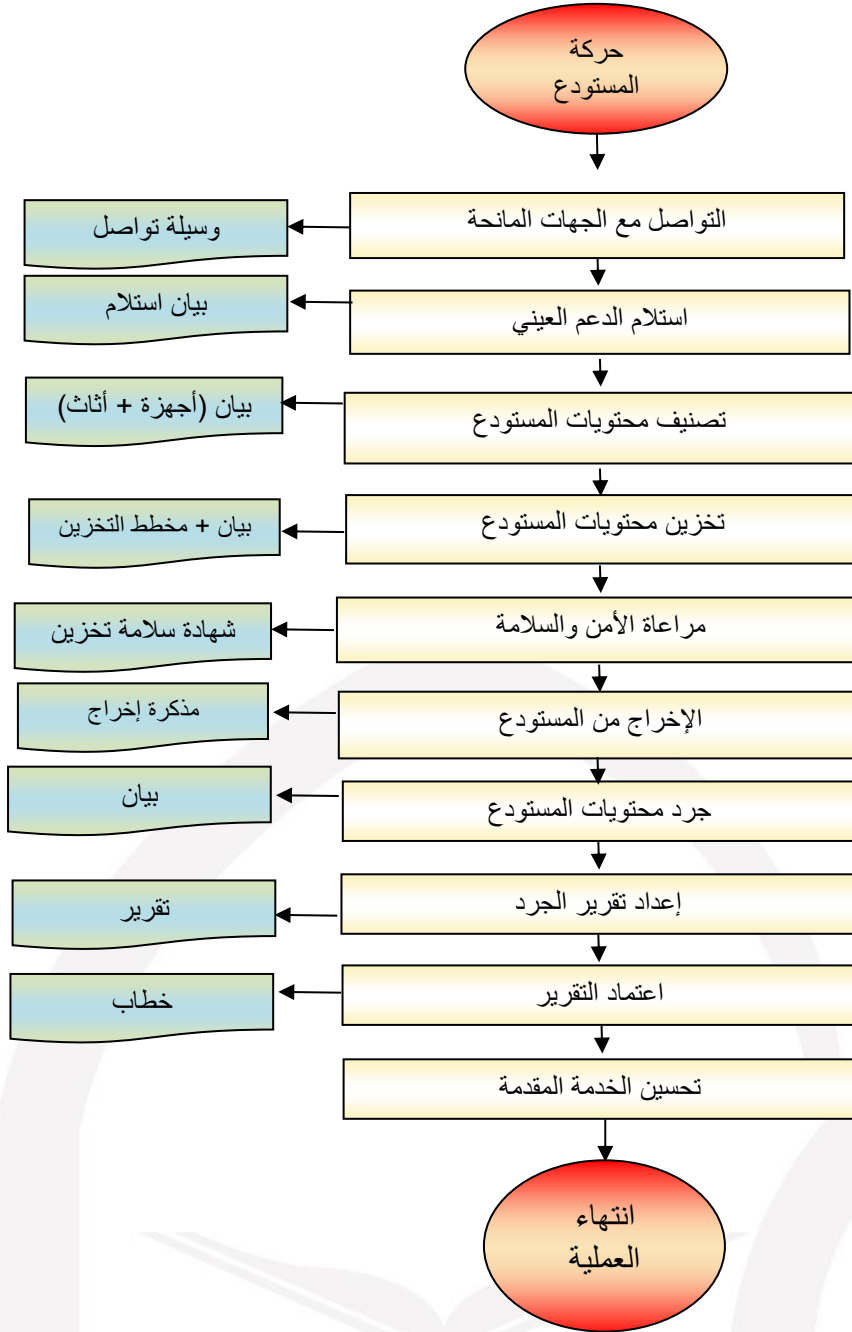 حركة
المستودع
التواصل مع الجهات المانحة
وسيلة تواصل
استلام الدعم العيني
بيان استلام
تصنيف محتويات المستودع
بيان (أجهزة + أثاث)
تخزين محتويات المستودع
بيان + مخطط التخزين
مراعاة الأمن والسلامة
شهادة سلامة تخزين
الإخراج من المستودع
مذكرة إخراج
جرد محتويات المستودع
بيان
إعداد تقرير الجرد
تقرير
اعتماد التقرير
خطاب
تحسين الخدمة المقدمة
انتهاء
العملية